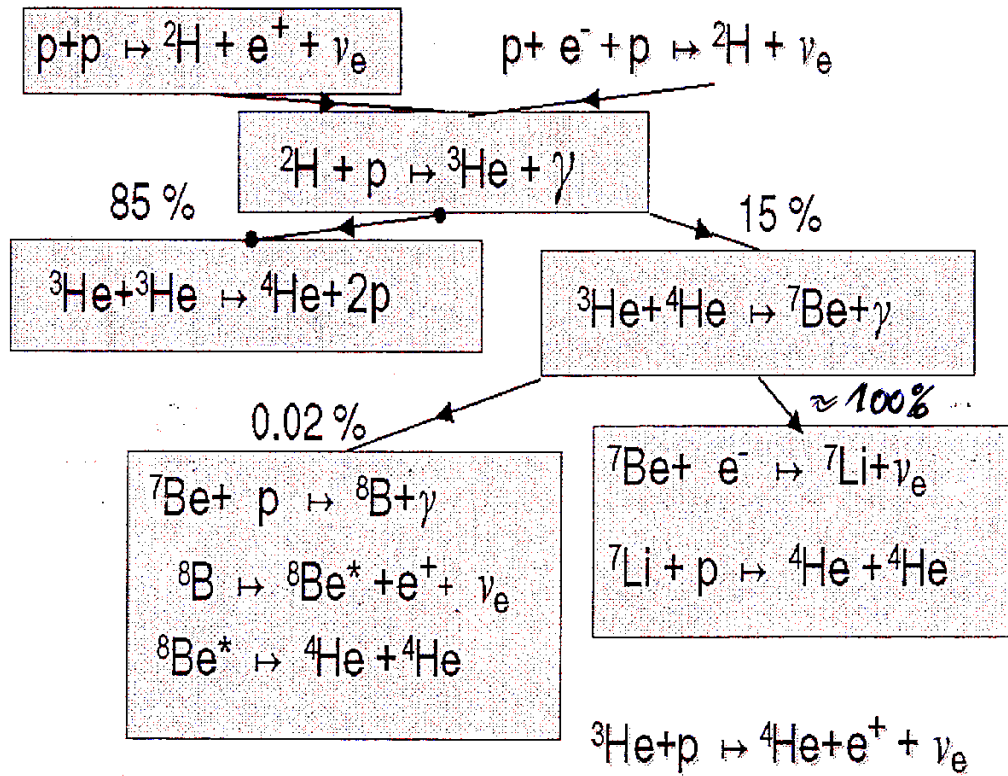 p+p ↦ ²H + e⁺ + νₑ
p+ e⁻ +p ↦ ²H + νₑ
²H + p ↦ ³He + γ
85 %
15 %
³He+³He ↦ ⁴He+2p
³He+⁴He ↦ ⁷Be+γ
0.02 %
≈ 100%
⁷Be+ p ↦ ⁸B+γ
⁸B ↦ ⁸Be* +e⁺+ νₑ
⁸Be* ↦ ⁴He +⁴He
⁷Be+ e⁻ ↦ ⁷Li+νₑ
⁷Li + p ↦ ⁴He +⁴He
³He+p ↦ ⁴He+e⁺ + νₑ